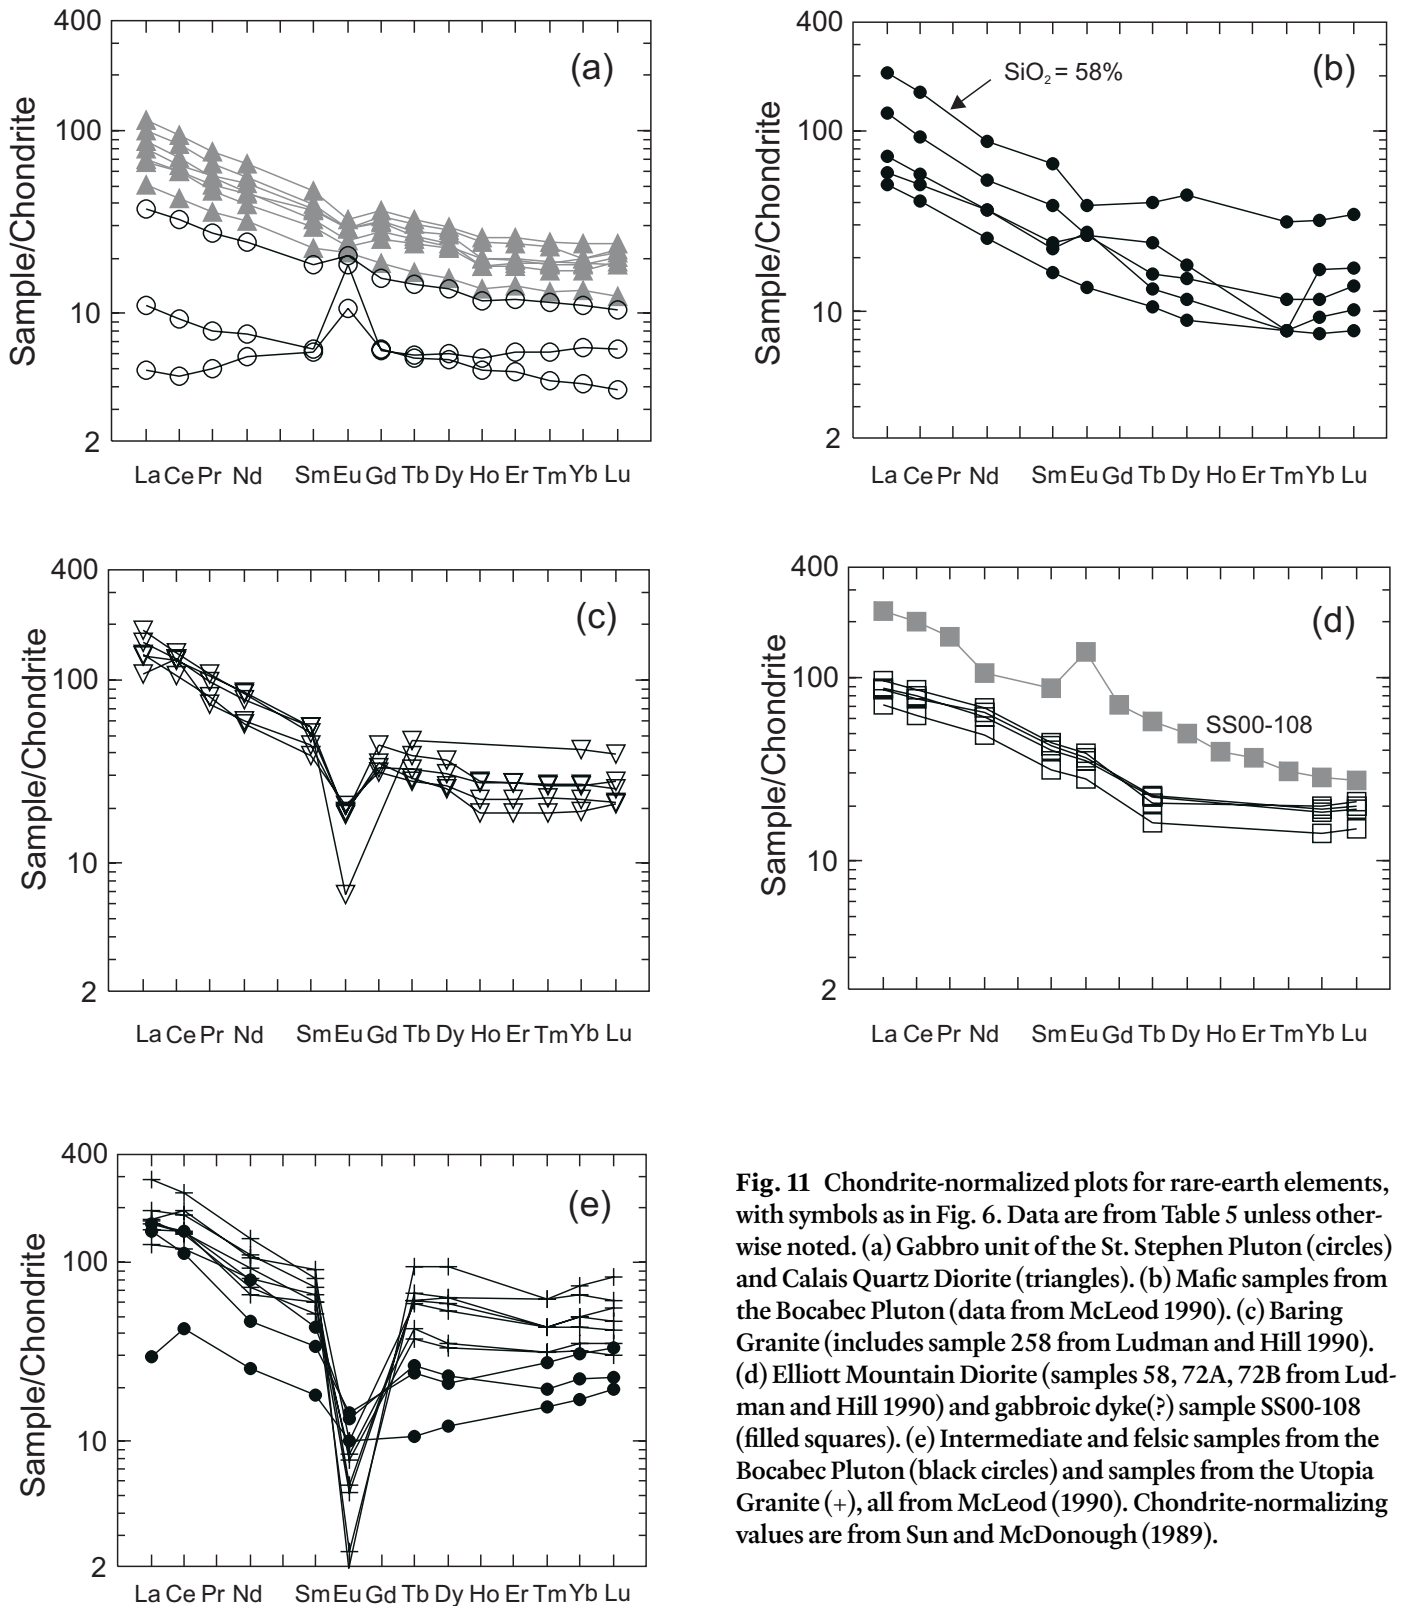 400
100
10
2
Sample/Chondrite
(a)
La Ce Pr Nd Sm Eu Gd Tb Dy Ho Er Tm Yb Lu
400
100
10
2
Sample/Chondrite
(b)
SiO₂ = 58%
La Ce Pr Nd Sm Eu Gd Tb Dy Ho Er Tm Yb Lu
400
100
10
2
Sample/Chondrite
(c)
La Ce Pr Nd Sm Eu Gd Tb Dy Ho Er Tm Yb Lu
400
100
10
2
Sample/Chondrite
(d)
SS00-108
La Ce Pr Nd Sm Eu Gd Tb Dy Ho Er Tm Yb Lu
400
100
10
2
Sample/Chondrite
(e)
La Ce Pr Nd Sm Eu Gd Tb Dy Ho Er Tm Yb Lu
Fig. 11 Chondrite-normalized plots for rare-earth elements,
with symbols as in Fig. 6. Data are from Table 5 unless other-
wise noted. (a) Gabbro unit of the St. Stephen Pluton (circles)
and Calais Quartz Diorite (triangles). (b) Mafic samples from
the Bocabec Pluton (data from McLeod 1990). (c) Baring
Granite (includes sample 258 from Ludman and Hill 1990).
(d) Elliott Mountain Diorite (samples 58, 72A, 72B from Lud-
man and Hill 1990) and gabbroic dyke(?) sample SS00-108
(filled squares). (e) Intermediate and felsic samples from the
Bocabec Pluton (black circles) and samples from the Utopia
Granite (+), all from McLeod (1990). Chondrite-normalizing
values are from Sun and McDonough (1989).